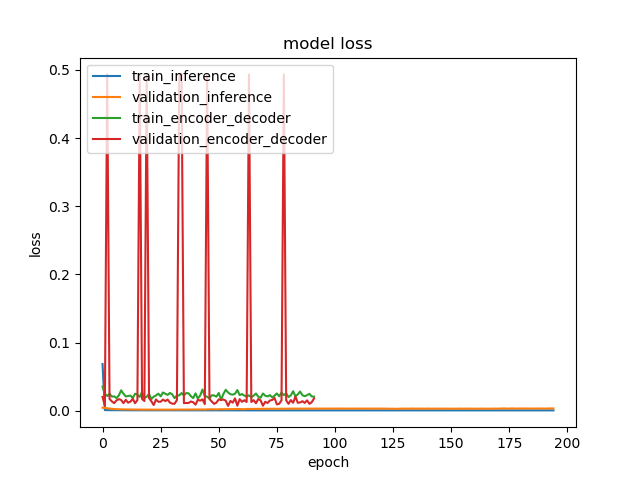 model loss
train_inference
validation_inference
train_encoder_decoder
validation_encoder_decoder
0.5
0.4
0.3
0.2
0.1
0.0
loss
0 25 50 75 100 125 150 175 200
epoch